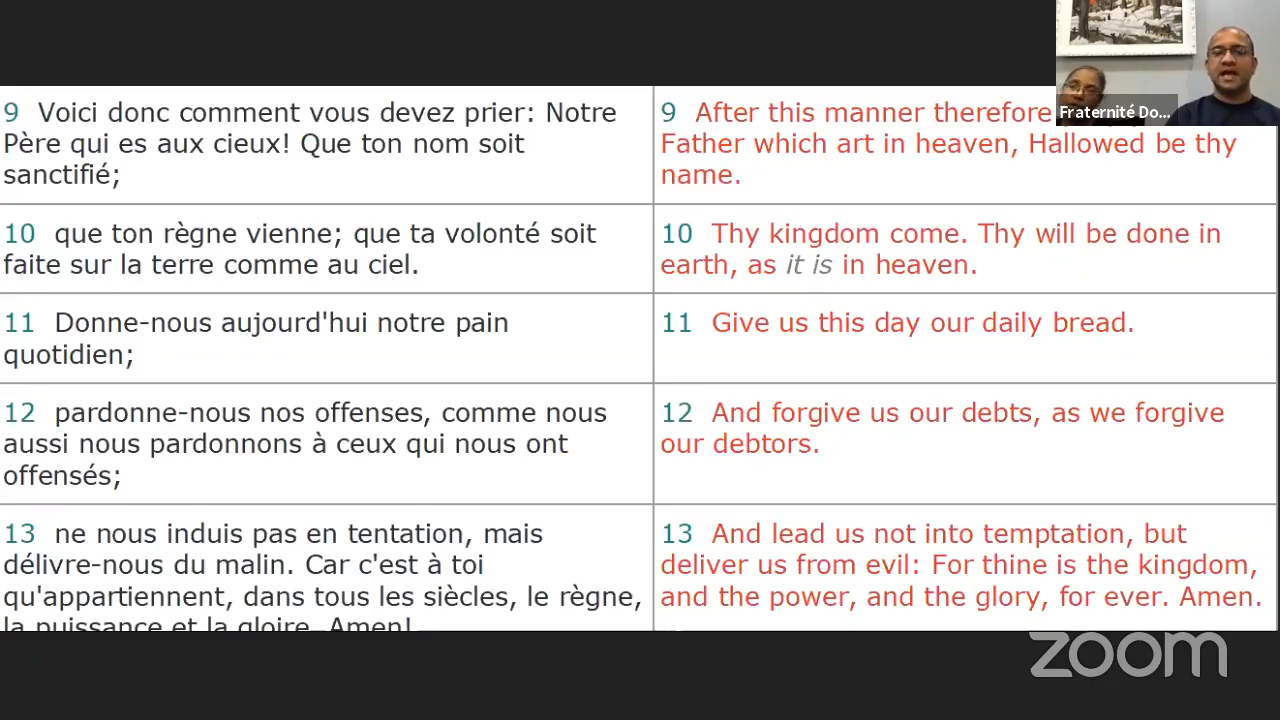 9 Voici donc comment vous devez prier: Notre
Père qui es aux cieux! Que ton nom soit
sanctifié;
10 que ton règne vienne; que ta volonté soit
faite sur la terre comme au ciel.
11 Donne-nous aujourd'hui notre pain
quotidien;
12 pardonne-nous nos offenses, comme nous
aussi nous pardonnons à ceux qui nous ont
offensés;
13 ne nous induis pas en tentation, mais
délivre-nous du malin. Car c'est à toi
qu'appartiennent, dans tous les siècles, le règne,
la puissance et la gloire. Amen!
9 After this manner therefore
Father which art in heaven, Hallowed be thy
name.
10 Thy kingdom come. Thy will be done in
earth, as it is in heaven.
11 Give us this day our daily bread.
12 And forgive us our debts, as we forgive
our debtors.
13 And lead us not into temptation, but
deliver us from evil: For thine is the kingdom,
and the power, and the glory, for ever. Amen.
Fraternité Do...
zoom